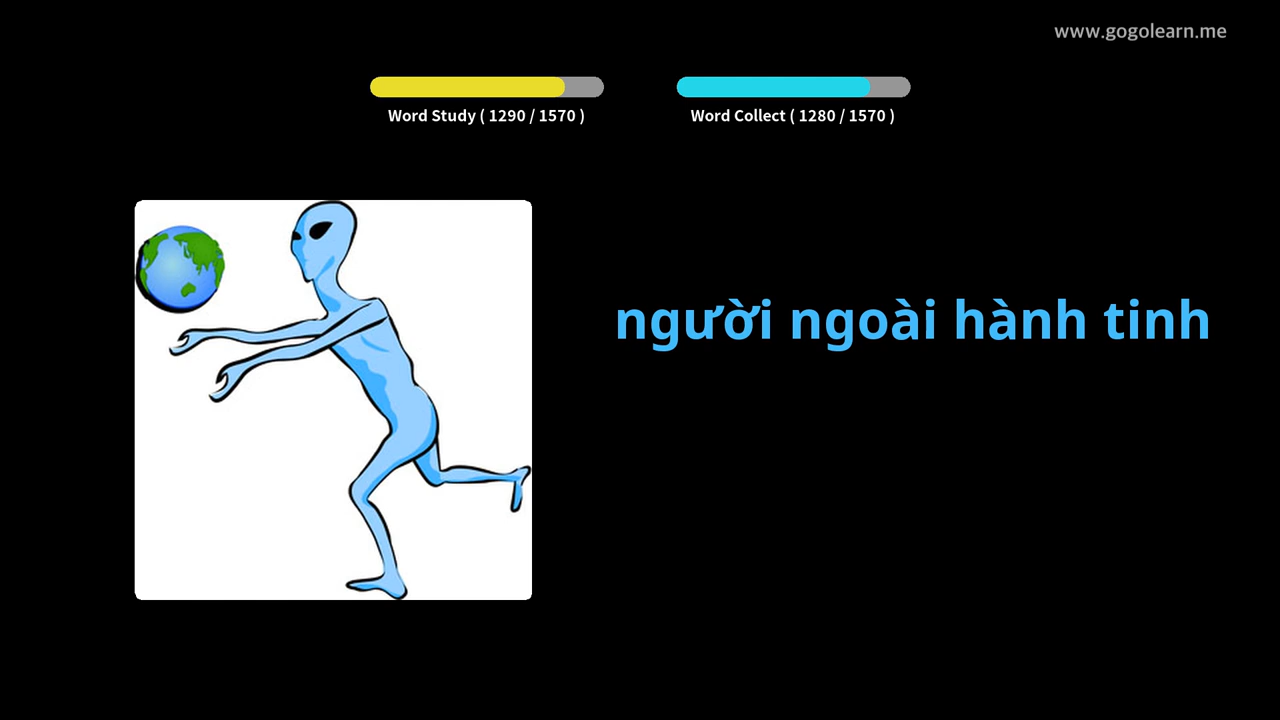 www.gogolearn.me
Word Study ( 1290 / 1570 )
Word Collect ( 1280 / 1570 )
người ngoài hành tinh